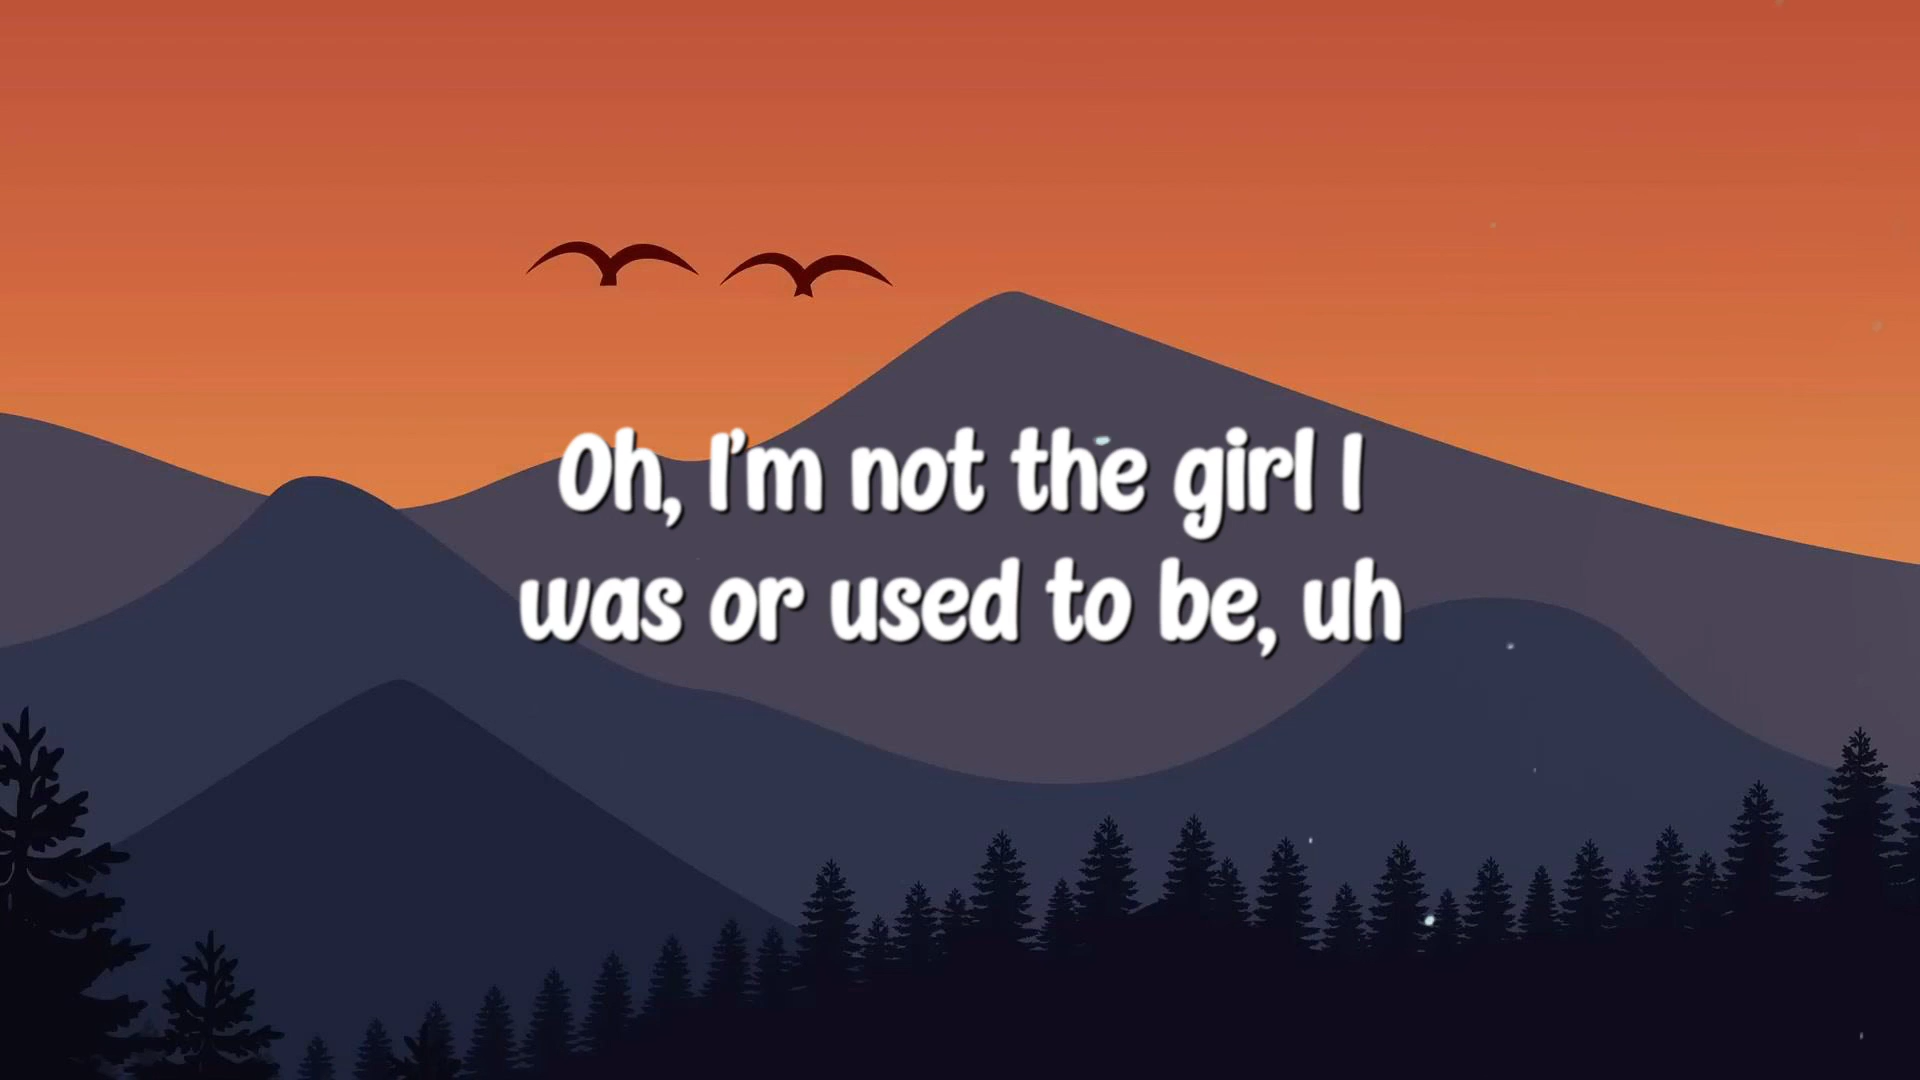 Oh, I'm not the girl I
was or used to be, uh